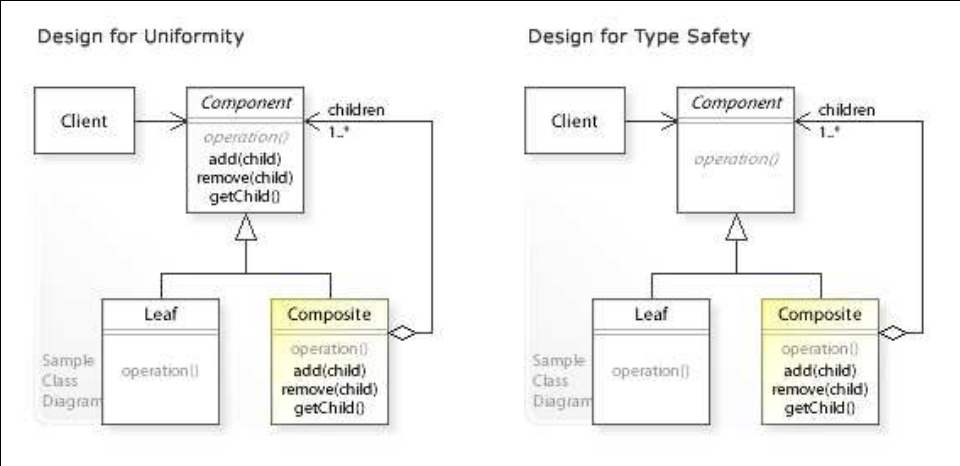 Design for Uniformity
Client
Component
operation()
add(child)
remove(child)
getChild()
children
1..*
Leaf
operation()
Composite
operation()
add(child)
remove(child)
getChild()
Sample
Class
Diagram
Design for Type Safety
Client
Component
operation()
children
1..*
Leaf
operation()
Composite
operation()
add(child)
remove(child)
getChild()
Sample
Class
Diagram